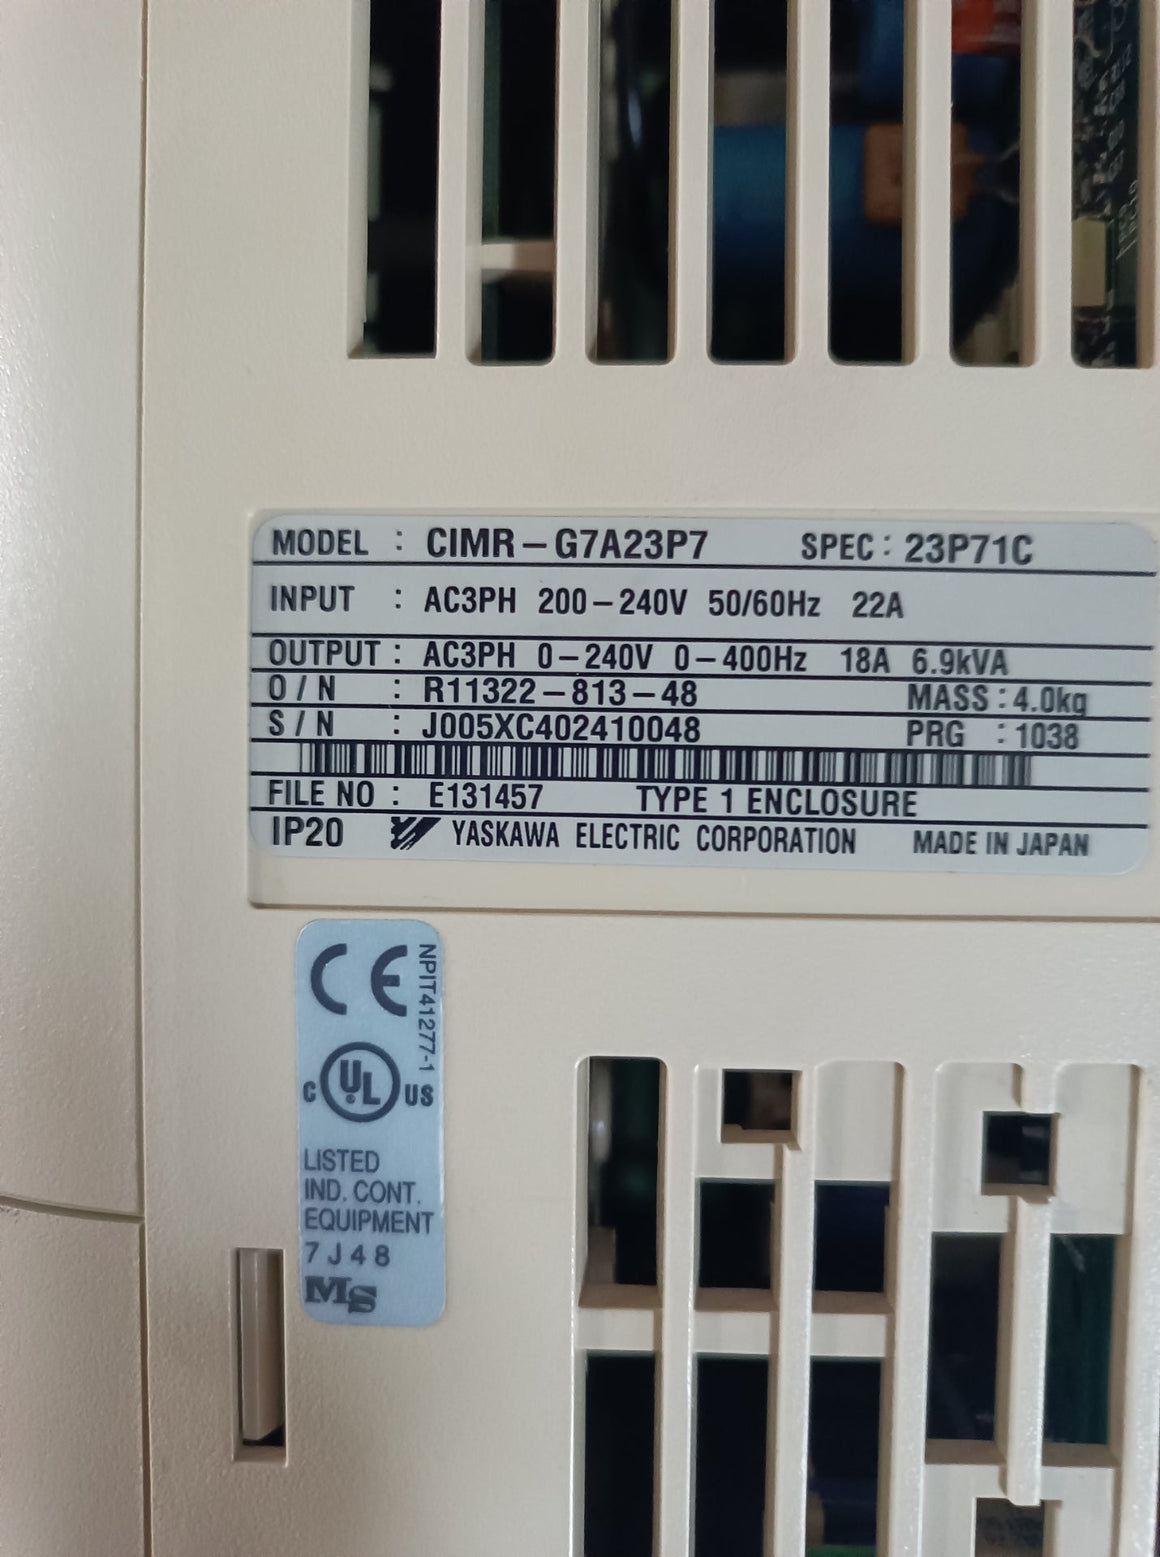 MODEL : CIMR-G7A23P7 SPEC: 23P71C
INPUT : AC3PH 200-240V 50/60Hz 22A
OUTPUT : AC3PH 0-240V 0-400Hz 18A 6.9kVA
O/N : R11322-813-48 MASS : 4.0kg
S/N : J005XC402410048 PRG : 1038
FILE NO : E131457 TYPE 1 ENCLOSURE
IP20 YASKAWA ELECTRIC CORPORATION MADE IN JAPAN
CE
NPIT41277-1
C UL US
LISTED
IND. CONT.
EQUIPMENT
7J48
MS